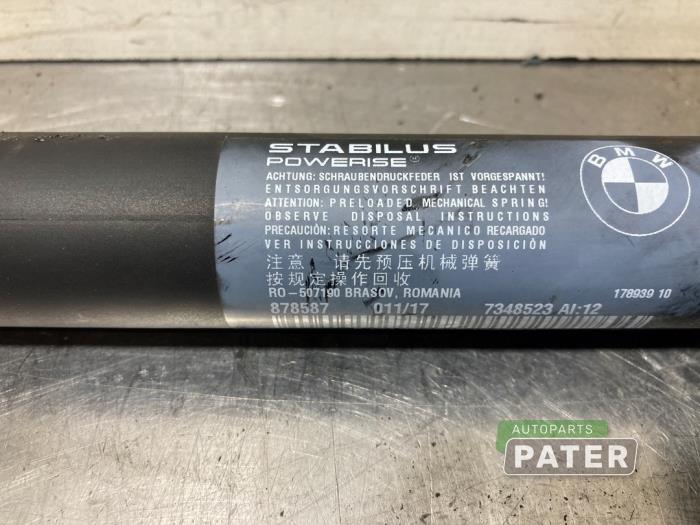 STABILUS
POWERISE®
ACHTUNG: SCHRAUBENDRUCKFEDER IST VORGESPANNT!
ENTSORGUNGSVORSCHRIFT BEACHTEN
ATTENTION: PRELOADED MECHANICAL SPRING!
OBSERVE DISPOSAL INSTRUCTIONS
PRECAUCIÓN: RESORTE MECANICO RECARGADO
VER INSTRUCCIONES DE DISPOSICIÓN
注意 请先预压机械弹簧
按规定操作回收
RO-507190 BRASOV, ROMANIA
878587 011/17 7348523 AI:12
178939 10
BMW
AUTOPARTS
PATER